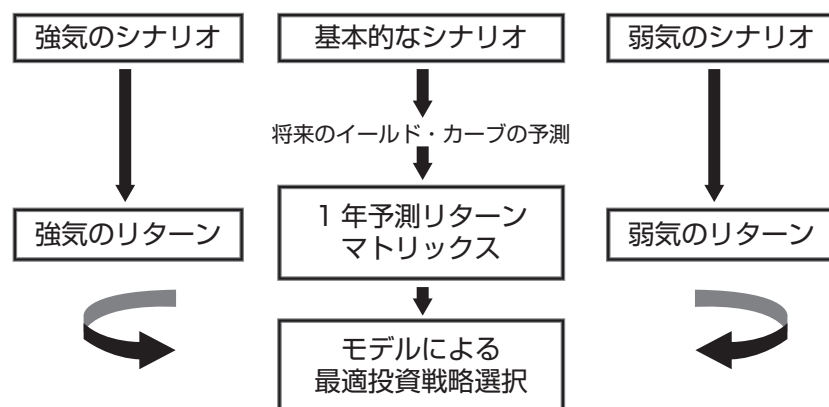 強気のシナリオ
基本的なシナリオ
弱気のシナリオ
将来のイールド・カーブの予測
強気のリターン
1 年予測リターン
マトリックス
弱気のリターン
モデルによる
最適投資戦略選択